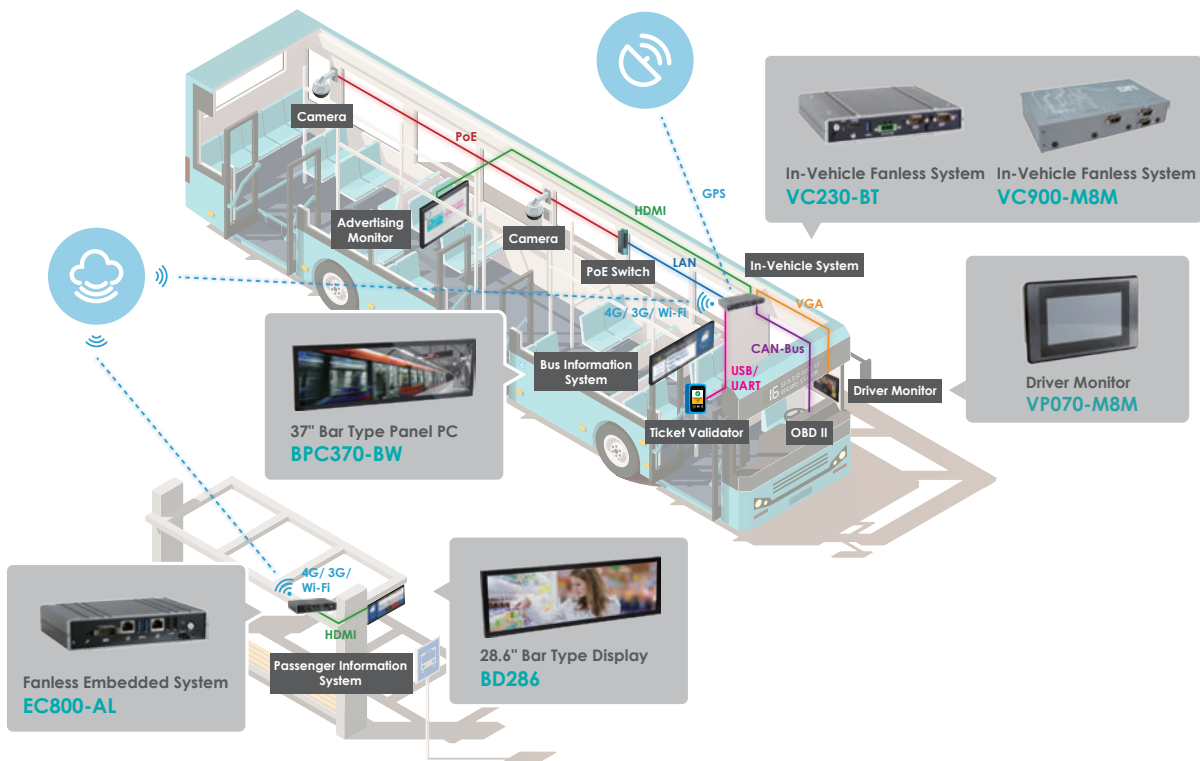 Camera
PoE
GPS
HDMI
Advertising
Monitor
Camera
PoE Switch
LAN
In-Vehicle System
In-Vehicle Fanless System
VC230-BT
In-Vehicle Fanless System
VC900-M8M
4G/ 3G/ Wi-Fi
VGA
CAN-Bus
USB/
UART
Bus Information
System
Ticket Validator
OBD II
16
Driver Monitor
Driver Monitor
VP070-M8M
37" Bar Type Panel PC
BPC370-BW
4G/ 3G/
Wi-Fi
HDMI
Passenger Information
System
Fanless Embedded System
EC800-AL
28.6" Bar Type Display
BD286